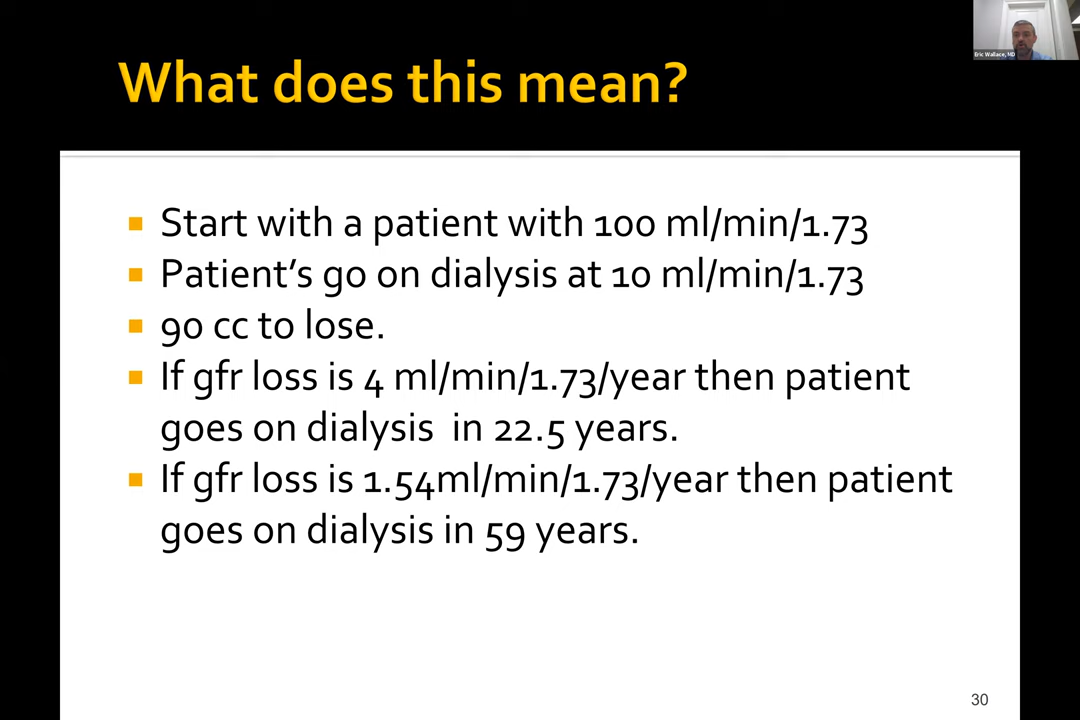 Eric Wallace, MD
What does this mean?
Start with a patient with 100 ml/min/1.73
Patient's go on dialysis at 10 ml/min/1.73
90 cc to lose.
If gfr loss is 4 ml/min/1.73/year then patient
goes on dialysis  in 22.5 years.
If gfr loss is 1.54ml/min/1.73/year then patient
goes on dialysis in 59 years.
30